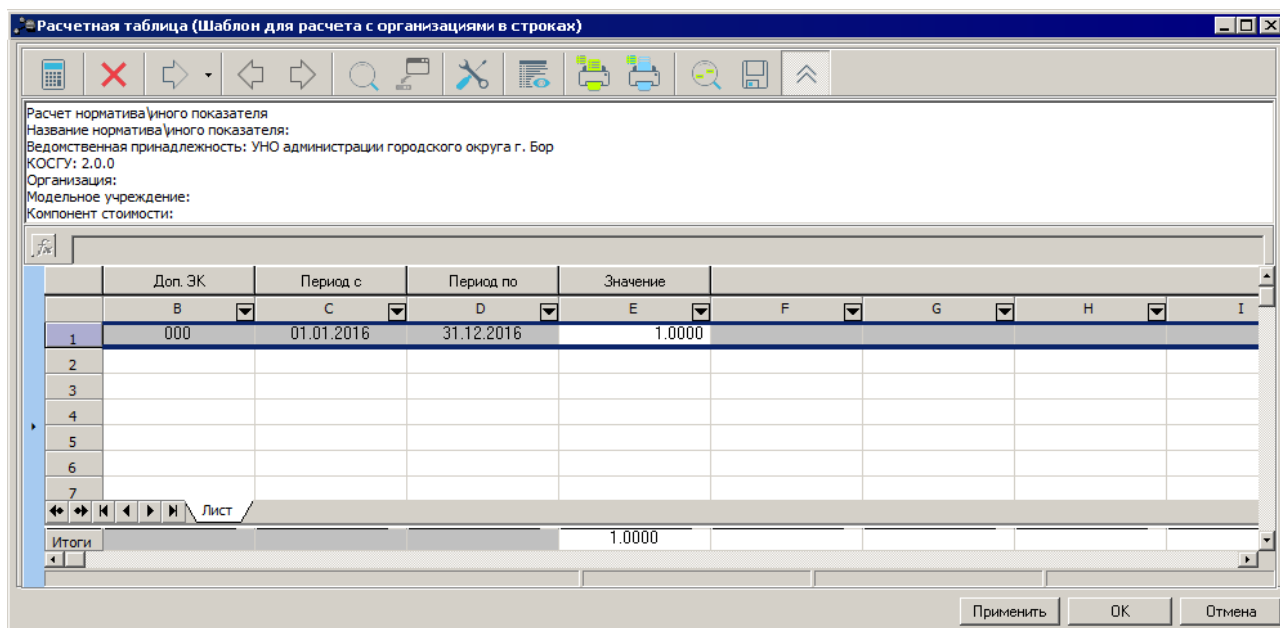 Расчетная таблица (Шаблон для расчета с организациями в строках)
Расчет норматива\иного показателя
Название норматива\иного показателя:
Ведомственная принадлежность: УНО администрации городского округа г. Бор
КОСГУ: 2.0.0
Организация:
Модельное учреждение:
Компонент стоимости:
fx
Доп. ЭК Период с Период по Значение
B C D E F G H I
1 000 01.01.2016 31.12.2016 1.0000
2
3
4
5
6
7
Лист
Итоги 1.0000
Применить ОК Отмена